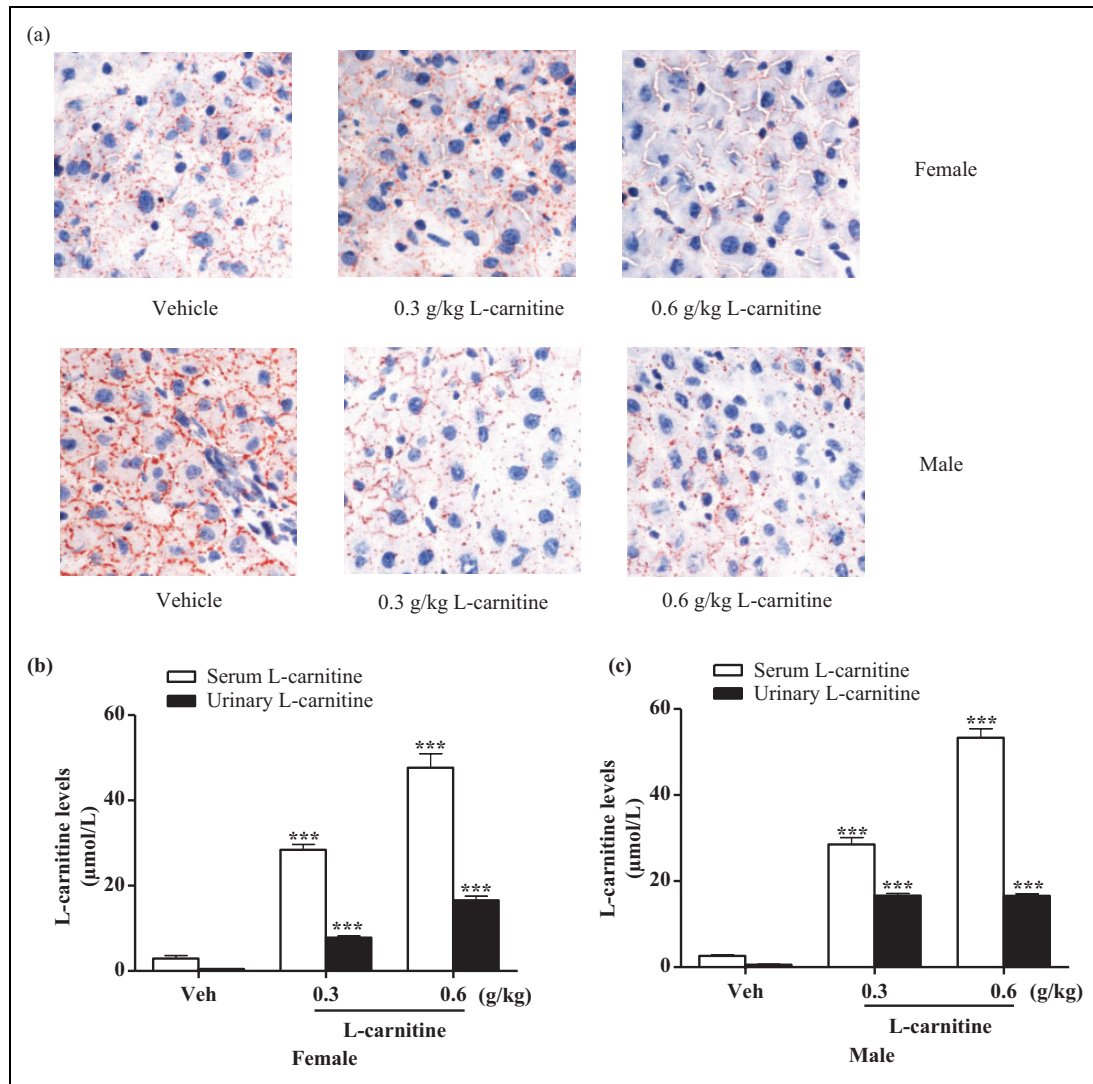 (a)
Female
Vehicle
0.3 g/kg L-carnitine
0.6 g/kg L-carnitine
Male
Vehicle
0.3 g/kg L-carnitine
0.6 g/kg L-carnitine
(b)
Serum L-carnitine
Urinary L-carnitine
60
40
20
0
L-carnitine levels
(μmol/L)
***
***
***
***
Veh
0.3
0.6
(g/kg)
L-carnitine
Female
(c)
Serum L-carnitine
Urinary L-carnitine
60
40
20
0
L-carnitine levels
(μmol/L)
***
***
***
***
Veh
0.3
0.6
(g/kg)
L-carnitine
Male